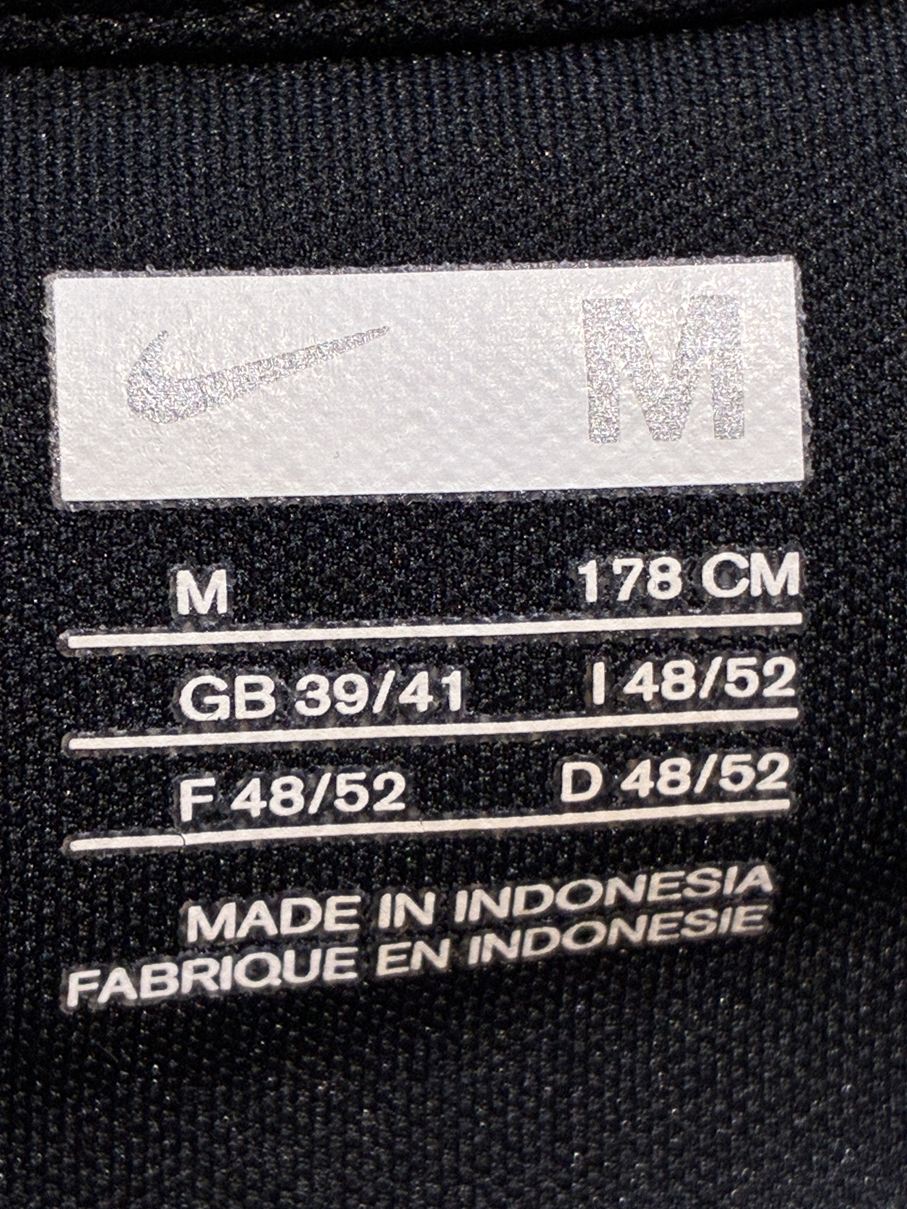 M
M 178 CM
GB 39/41 I 48/52
F 48/52 D 48/52
MADE IN INDONESIA
FABRIQUE EN INDONESIE